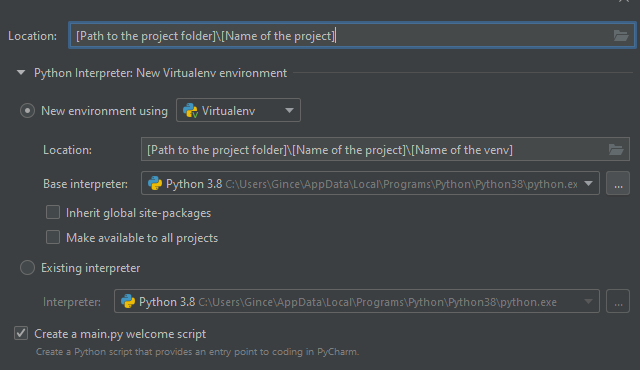 Location: [Path to the project folder]\[Name of the project]
Python Interpreter: New Virtualenv environment
New environment using Virtualenv
Location: [Path to the project folder]\[Name of the project]\[Name of the venv]
Base interpreter: Python 3.8 C:\Users\Gince\AppData\Local\Programs\Python\Python38\python.ex ...
Inherit global site-packages
Make available to all projects
Existing interpreter
Interpreter: Python 3.8 C:\Users\Gince\AppData\Local\Programs\Python\Python38\python.exe ...
Create a main.py welcome script
Create a Python script that provides an entry point to coding in PyCharm.